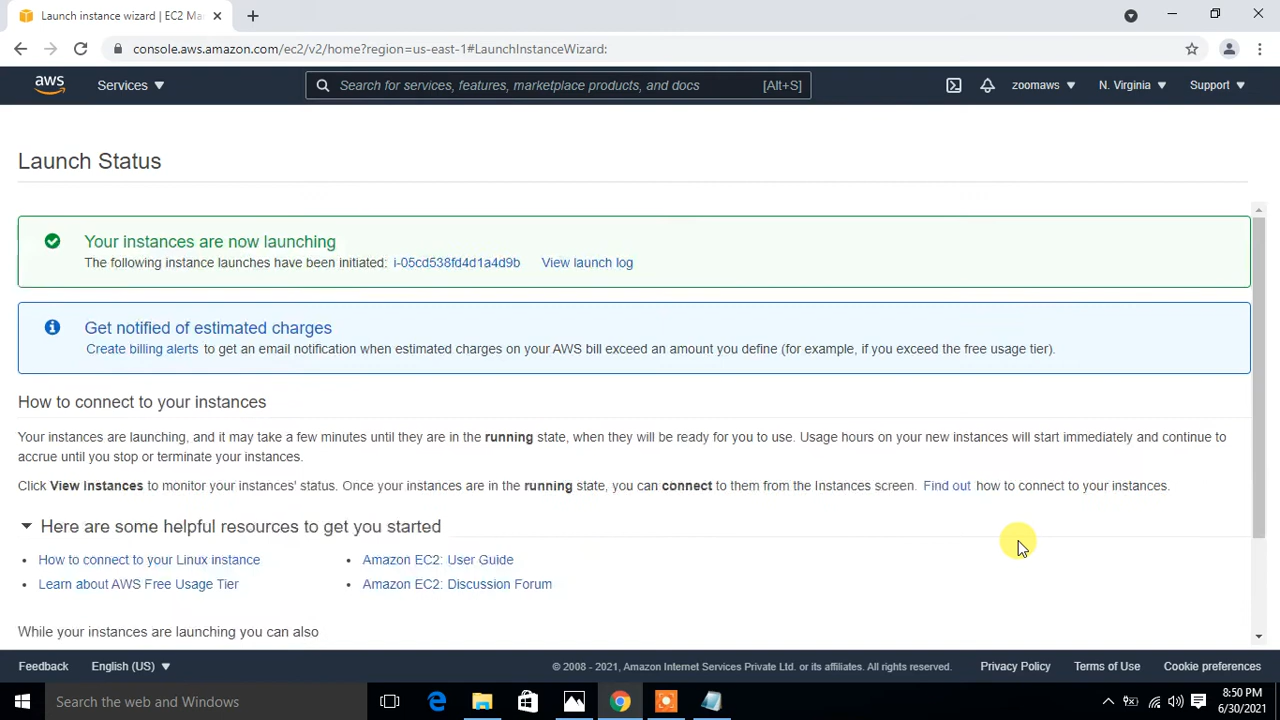 Launch instance wizard | EC2 Ma
console.aws.amazon.com/ec2/v2/home?region=us-east-1#LaunchInstanceWizard:
aws
Services
Search for services, features, marketplace products, and docs
[Alt+S]
zoomaws
N. Virginia
Support
Launch Status
Your instances are now launching
The following instance launches have been initiated: i-05cd538fd4d1a4d9b View launch log
Get notified of estimated charges
Create billing alerts to get an email notification when estimated charges on your AWS bill exceed an amount you define (for example, if you exceed the free usage tier).
How to connect to your instances
Your instances are launching, and it may take a few minutes until they are in the running state, when they will be ready for you to use. Usage hours on your new instances will start immediately and continue to
accrue until you stop or terminate your instances.
Click View Instances to monitor your instances' status. Once your instances are in the running state, you can connect to them from the Instances screen. Find out how to connect to your instances.
Here are some helpful resources to get you started
• How to connect to your Linux instance
• Amazon EC2: User Guide
• Learn about AWS Free Usage Tier
• Amazon EC2: Discussion Forum
While your instances are launching you can also
Feedback
English (US)
© 2008 - 2021, Amazon Internet Services Private Ltd. or its affiliates. All rights reserved.
Privacy Policy
Terms of Use
Cookie preferences
Search the web and Windows
8:50 PM
6/30/2021